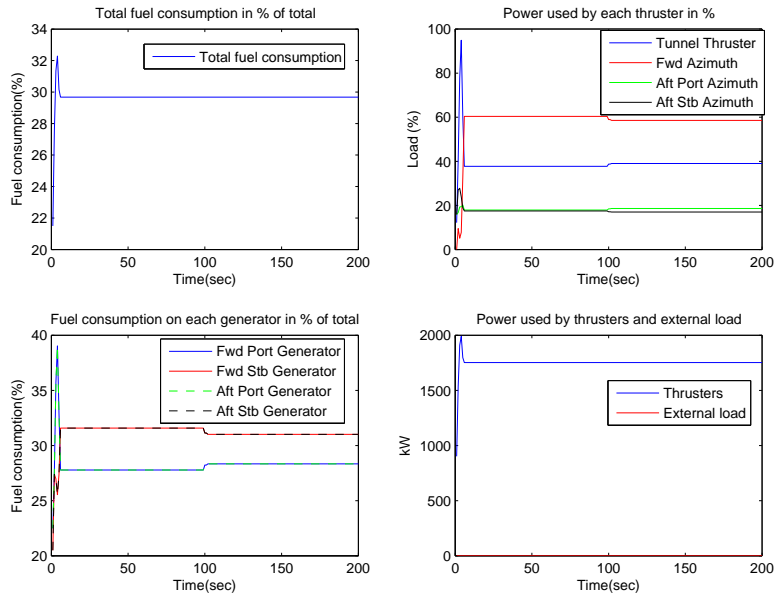 Total fuel consumption in % of total
34
32
30
28
26
24
22
20
Fuel consumption(%)
Total fuel consumption
0
50
100
150
200
Time(sec)
Power used by each thruster in %
100
80
60
40
20
0
Load (%)
Tunnel Thruster
Fwd Azimuth
Aft Port Azimuth
Aft Stb Azimuth
0
50
100
150
200
Time(sec)
Fuel consumption on each generator in % of total
40
35
30
25
20
Fuel consumption(%)
Fwd Port Generator
Fwd Stb Generator
Aft Port Generator
Aft Stb Generator
0
50
100
150
200
Time(sec)
Power used by thrusters and external load
2000
1500
1000
500
0
kW
Thrusters
External load
0
50
100
150
200
Time(sec)